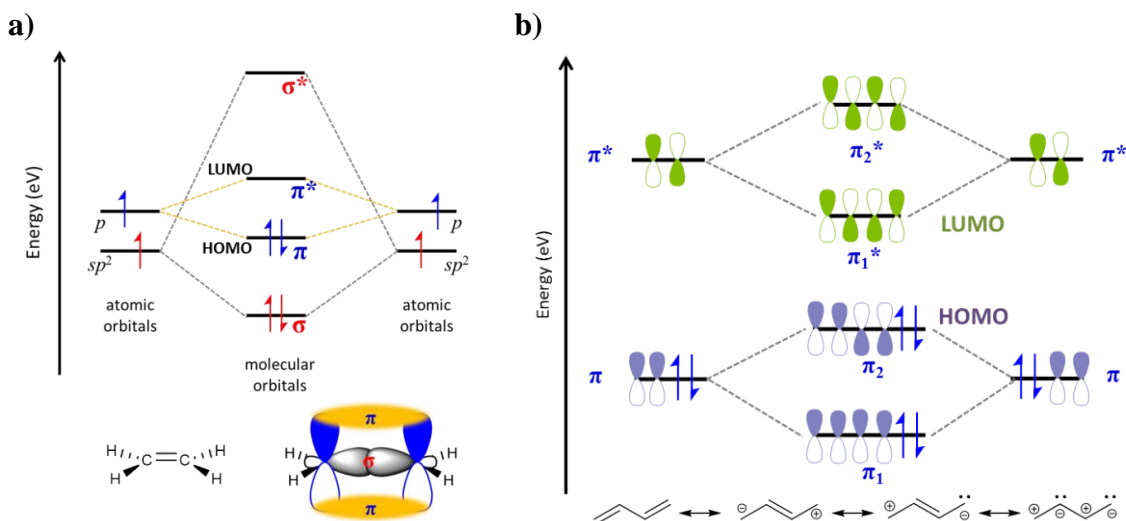 a)
Energy (eV)
σ*
LUMO
π*
p
p
HOMO
π
sp²
sp²
atomic
orbitals
atomic
orbitals
σ
molecular
orbitals
H
H
C=C
H
H
π
H
H
σ
H
H
π
b)
Energy (eV)
π*
π₂*
π*
LUMO
π₁*
HOMO
π
π₂
π
π₁
⊖ ⊕ ⊕ ⊖ ⊕ ⊖ ⊕ ⊖